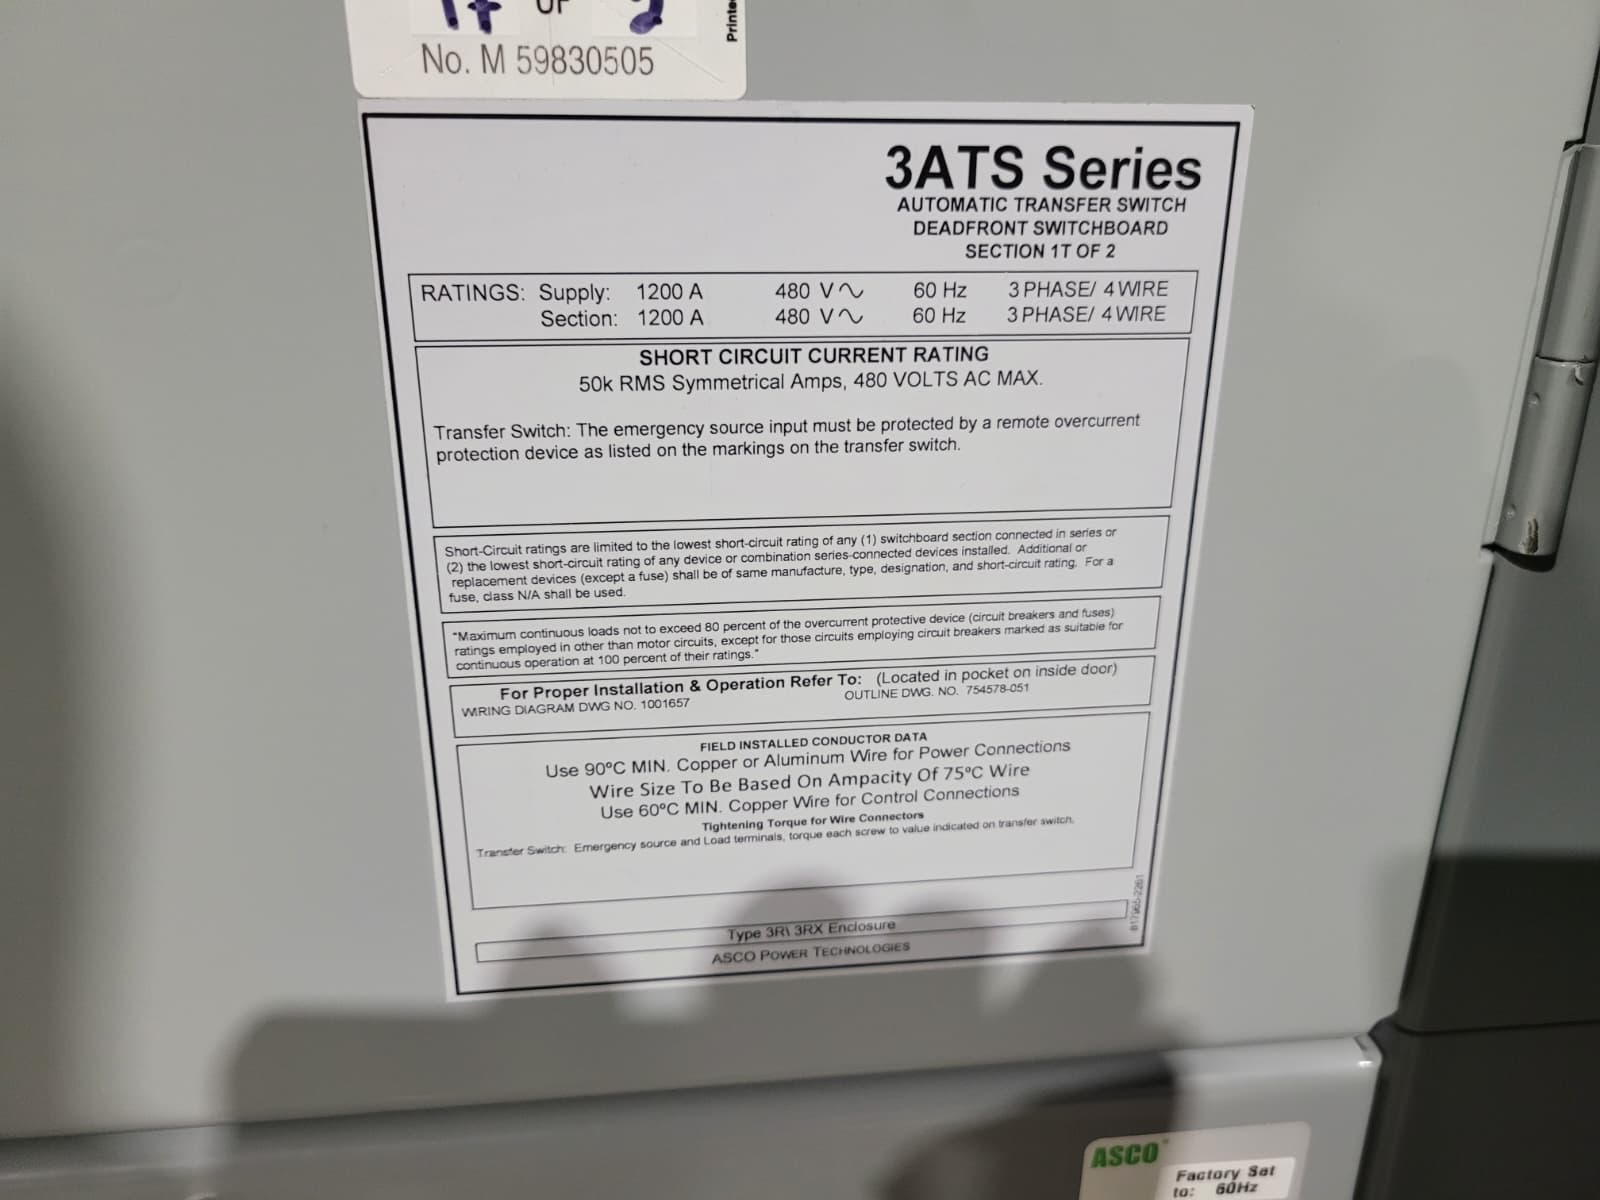 1T OF 2
Printe
No. M 59830505
3ATS Series
AUTOMATIC TRANSFER SWITCH
DEADFRONT SWITCHBOARD
SECTION 1T OF 2
RATINGS: Supply: 1200 A 480 V∿ 60 Hz 3 PHASE/ 4 WIRE
Section: 1200 A 480 V∿ 60 Hz 3 PHASE/ 4 WIRE
SHORT CIRCUIT CURRENT RATING
50k RMS Symmetrical Amps, 480 VOLTS AC MAX.
Transfer Switch: The emergency source input must be protected by a remote overcurrent
protection device as listed on the markings on the transfer switch.
Short-Circuit ratings are limited to the lowest short-circuit rating of any (1) switchboard section connected in series or
(2) the lowest short-circuit rating of any device or combination series-connected devices installed. Additional or
replacement devices (except a fuse) shall be of same manufacture, type, designation, and short-circuit rating. For a
fuse, class N/A shall be used.
"Maximum continuous loads not to exceed 80 percent of the overcurrent protective device (circuit breakers and fuses)
ratings employed in other than motor circuits, except for those circuits employing circuit breakers marked as suitable for
continuous operation at 100 percent of their ratings."
For Proper Installation & Operation Refer To: (Located in pocket on inside door)
WIRING DIAGRAM DWG NO. 1001657 OUTLINE DWG. NO. 754578-051
FIELD INSTALLED CONDUCTOR DATA
Use 90ºC MIN. Copper or Aluminum Wire for Power Connections
Wire Size To Be Based On Ampacity Of 75°C Wire
Use 60ºC MIN. Copper Wire for Control Connections
Tightening Torque for Wire Connectors
Transfer Switch: Emergency source and Load terminals, torque each screw to value indicated on transfer switch.
817966-2261
Type 3R\ 3RX Enclosure
ASCO POWER TECHNOLOGIES
ASCO
Factory Set
to: 60Hz